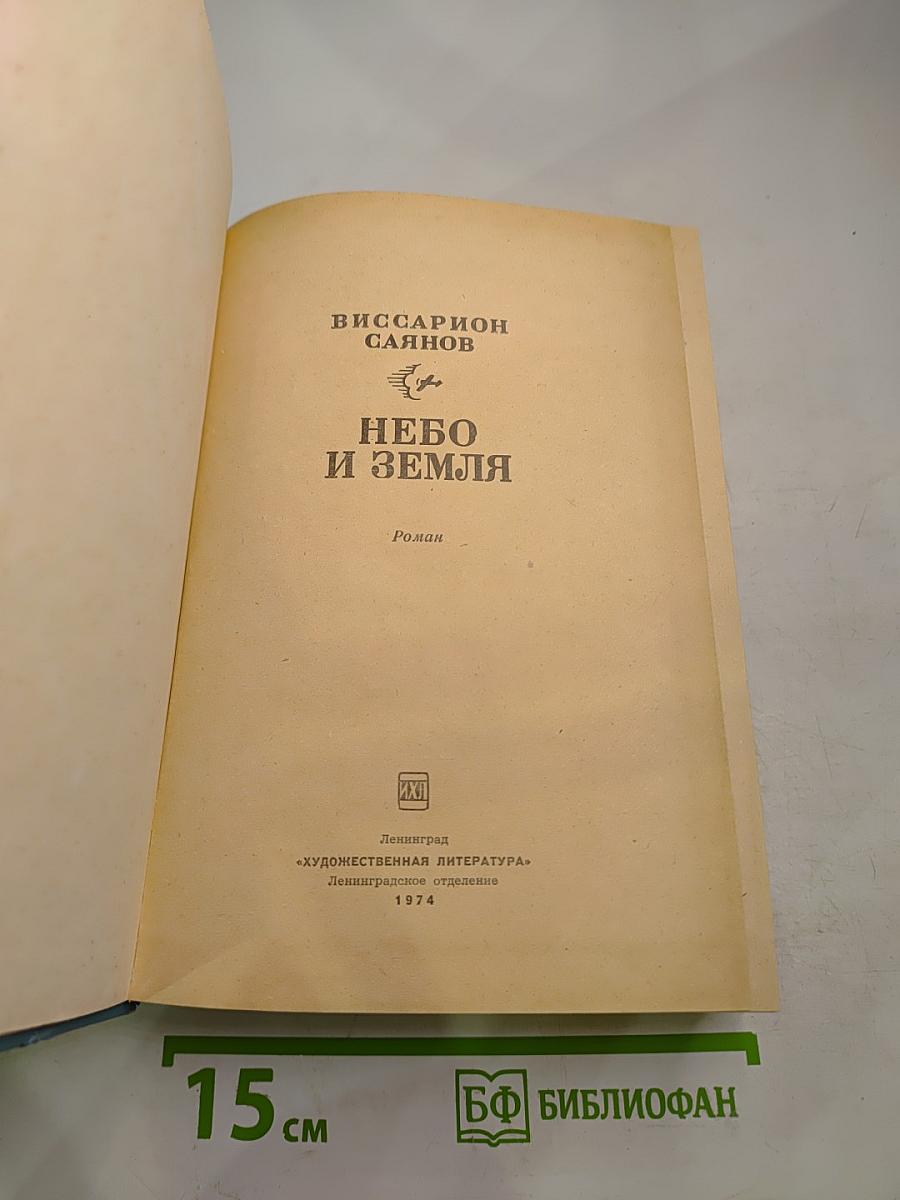 ВИССАРИОН
САЯНОВ
НЕБО
И ЗЕМЛЯ
Роман
ИХЛ
Ленинград
«ХУДОЖЕСТВЕННАЯ ЛИТЕРАТУРА»
Ленинградское отделение
1974
15 см
БФ БИБЛИОФАН